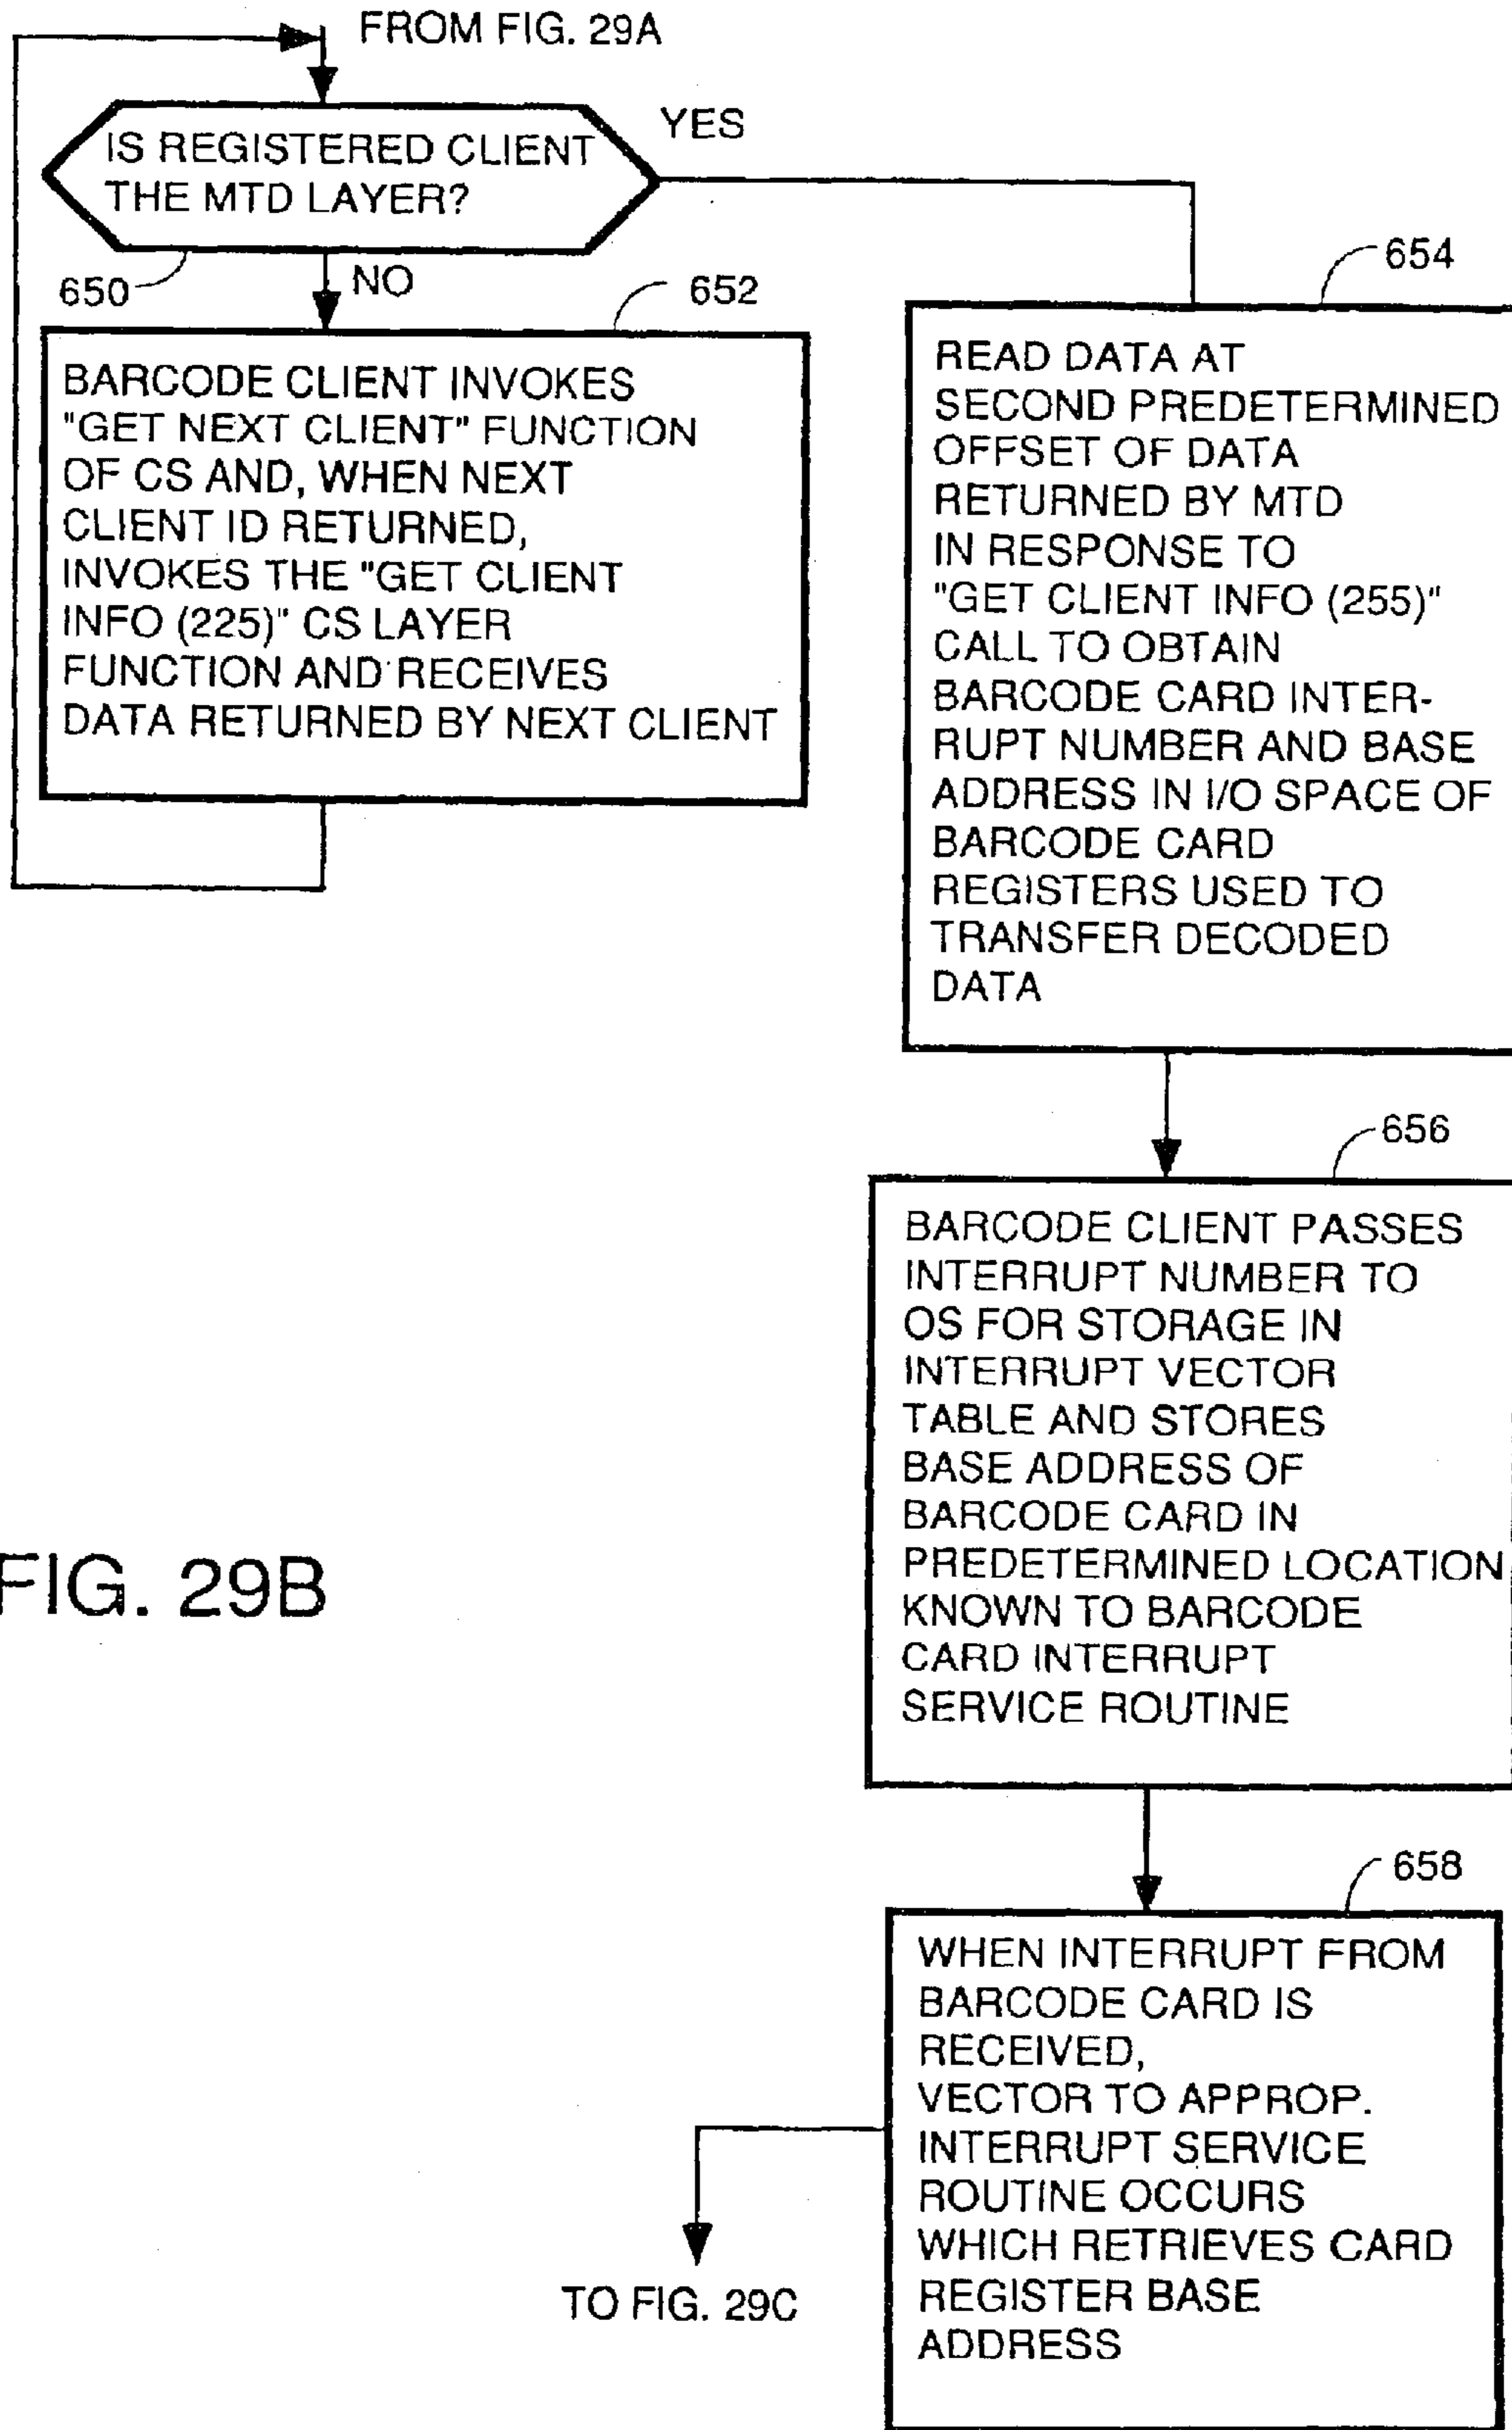 FROM FIG. 29A
IS REGISTERED CLIENT
THE MTD LAYER?
YES
650
NO
652
BARCODE CLIENT INVOKES
"GET NEXT CLIENT" FUNCTION
OF CS AND, WHEN NEXT
CLIENT ID RETURNED,
INVOKES THE "GET CLIENT
INFO (225)" CS LAYER
FUNCTION AND RECEIVES
DATA RETURNED BY NEXT CLIENT
654
READ DATA AT
SECOND PREDETERMINED
OFFSET OF DATA
RETURNED BY MTD
IN RESPONSE TO
"GET CLIENT INFO (255)"
CALL TO OBTAIN
BARCODE CARD INTER-
RUPT NUMBER AND BASE
ADDRESS IN I/O SPACE OF
BARCODE CARD
REGISTERS USED TO
TRANSFER DECODED
DATA
656
BARCODE CLIENT PASSES
INTERRUPT NUMBER TO
OS FOR STORAGE IN
INTERRUPT VECTOR
TABLE AND STORES
BASE ADDRESS OF
BARCODE CARD IN
PREDETERMINED LOCATION
KNOWN TO BARCODE
CARD INTERRUPT
SERVICE ROUTINE
FIG. 29B
658
WHEN INTERRUPT FROM
BARCODE CARD IS
RECEIVED,
VECTOR TO APPROP.
INTERRUPT SERVICE
ROUTINE OCCURS
WHICH RETRIEVES CARD
REGISTER BASE
ADDRESS
TO FIG. 29C